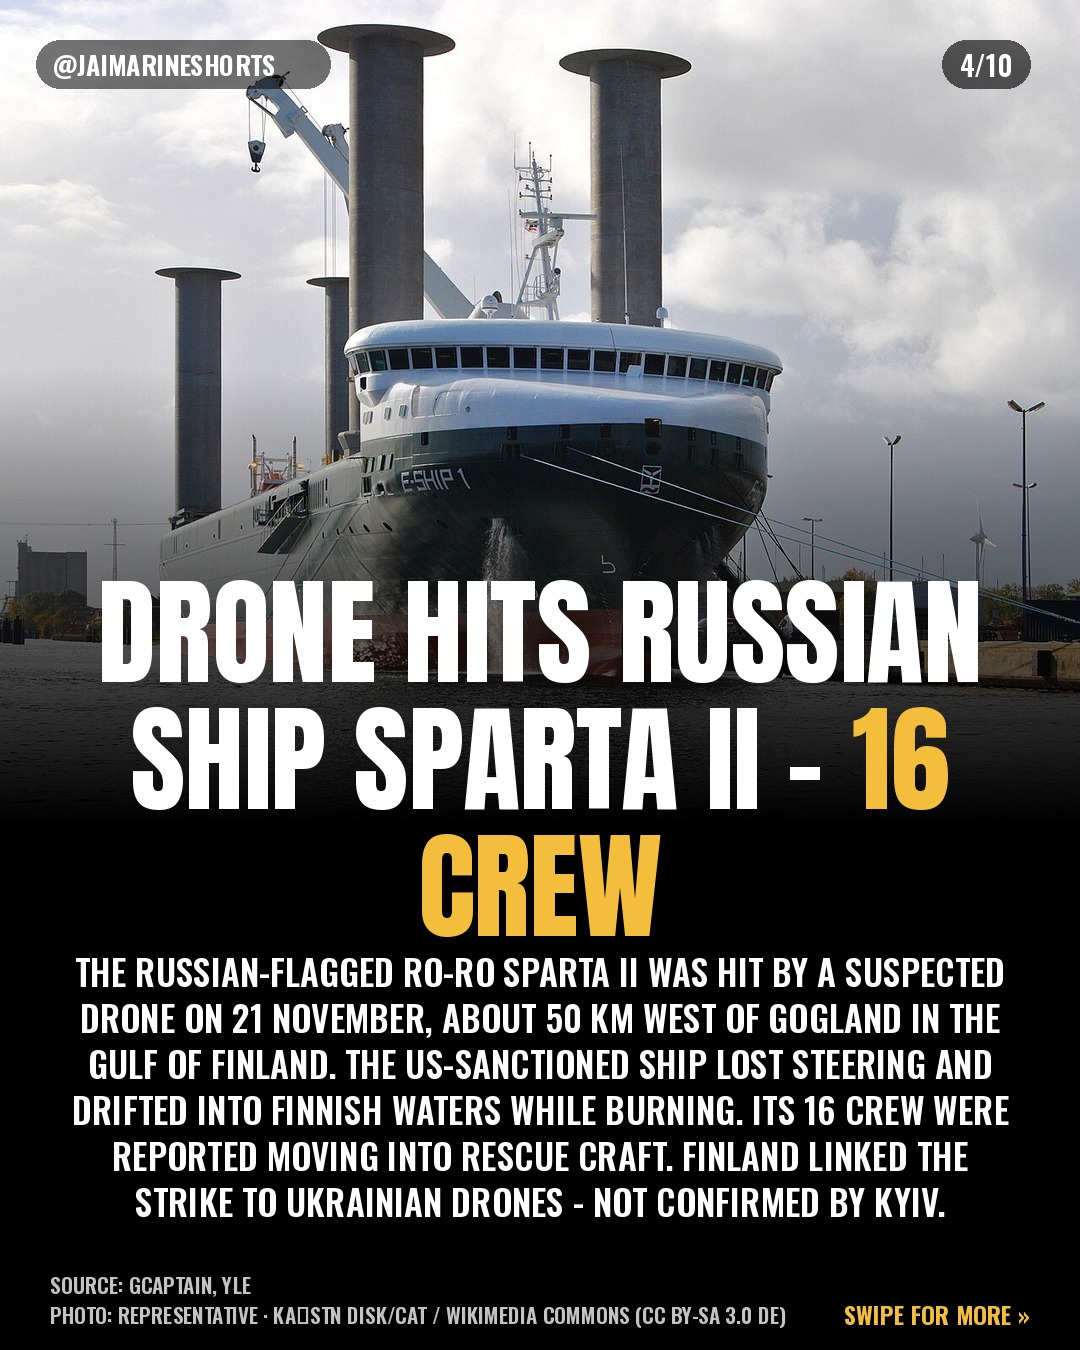 @JAIMARINESHORTS
4/10
E-SHIP 1
DRONE HITS RUSSIAN
SHIP SPARTA II - 16
CREW
THE RUSSIAN-FLAGGED RO-RO SPARTA II WAS HIT BY A SUSPECTED
DRONE ON 21 NOVEMBER, ABOUT 50 KM WEST OF GOGLAND IN THE
GULF OF FINLAND. THE US-SANCTIONED SHIP LOST STEERING AND
DRIFTED INTO FINNISH WATERS WHILE BURNING. ITS 16 CREW WERE
REPORTED MOVING INTO RESCUE CRAFT. FINLAND LINKED THE
STRIKE TO UKRAINIAN DRONES - NOT CONFIRMED BY KYIV.
SOURCE: GCAPTAIN, YLE
PHOTO: REPRESENTATIVE · KA□STN DISK/CAT / WIKIMEDIA COMMONS (CC BY-SA 3.0 DE)
SWIPE FOR MORE »